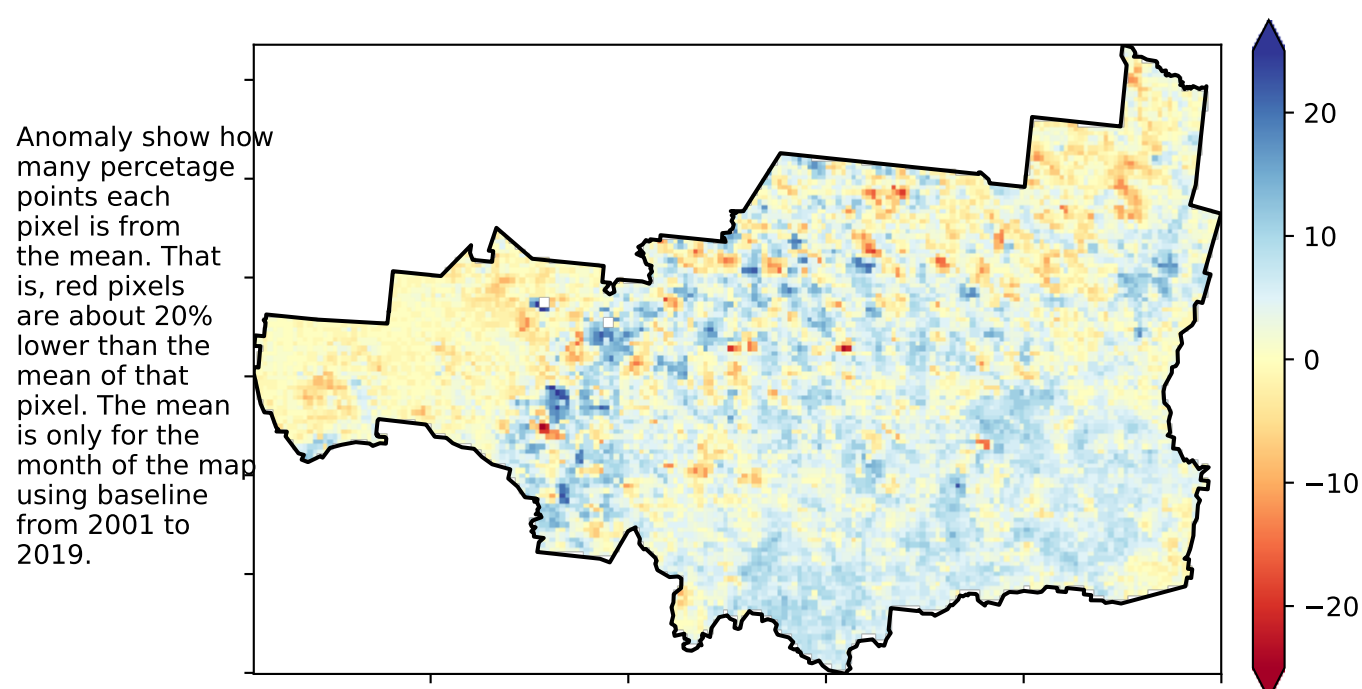 Anomaly show how
many percetage
points each
pixel is from
the mean. That
is, red pixels
are about 20%
lower than the
mean of that
pixel. The mean
is only for the
month of the map
using baseline
from 2001 to
2019.
20
10
0
−10
−20